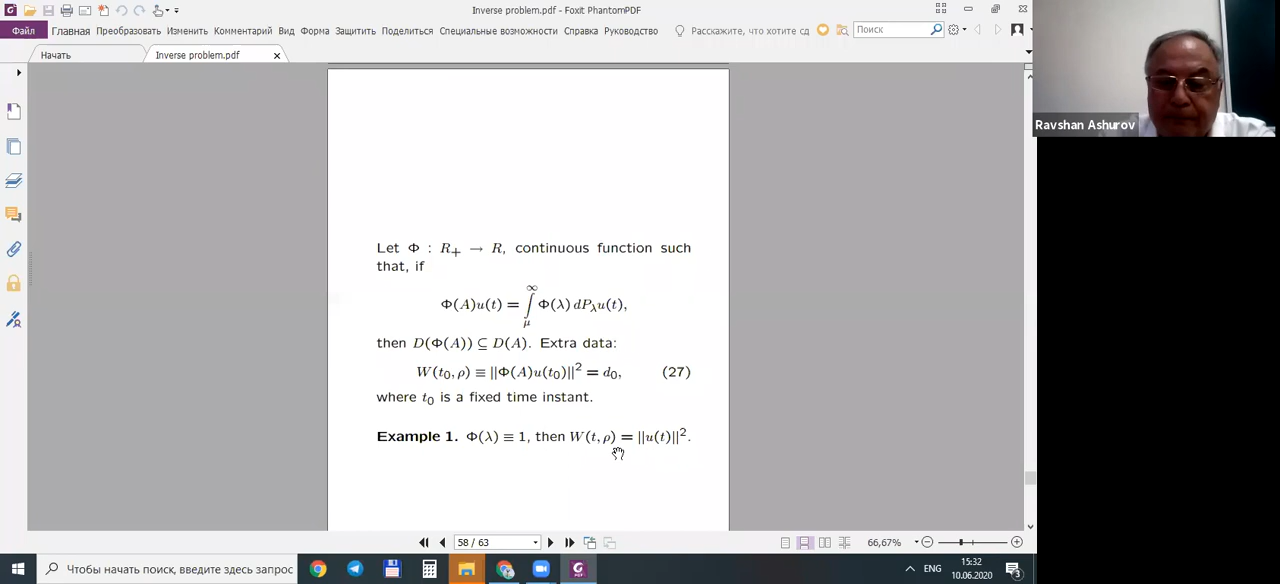 Inverse problem.pdf - Foxit PhantomPDF
Файл Главная Преобразовать Изменить Комментарий Вид Форма Защитить Поделиться Специальные возможности Справка Руководство Расскажите, что хотите сд Поиск
Начать Inverse problem.pdf
Ravshan Ashurov
Let Φ : R₊ → R, continuous function such
that, if
Φ(A)u(t) = ∫_μ^∞ Φ(λ) dP_λu(t),
then D(Φ(A)) ⊆ D(A). Extra data:
W(t₀, ρ) ≡ ||Φ(A)u(t₀)||² = d₀, (27)
where t₀ is a fixed time instant.
Example 1. Φ(λ) ≡ 1, then W(t, ρ) = ||u(t)||².
58 / 63
66,67%
Чтобы начать поиск, введите здесь запрос
ENG
15:32
10.06.2020
3